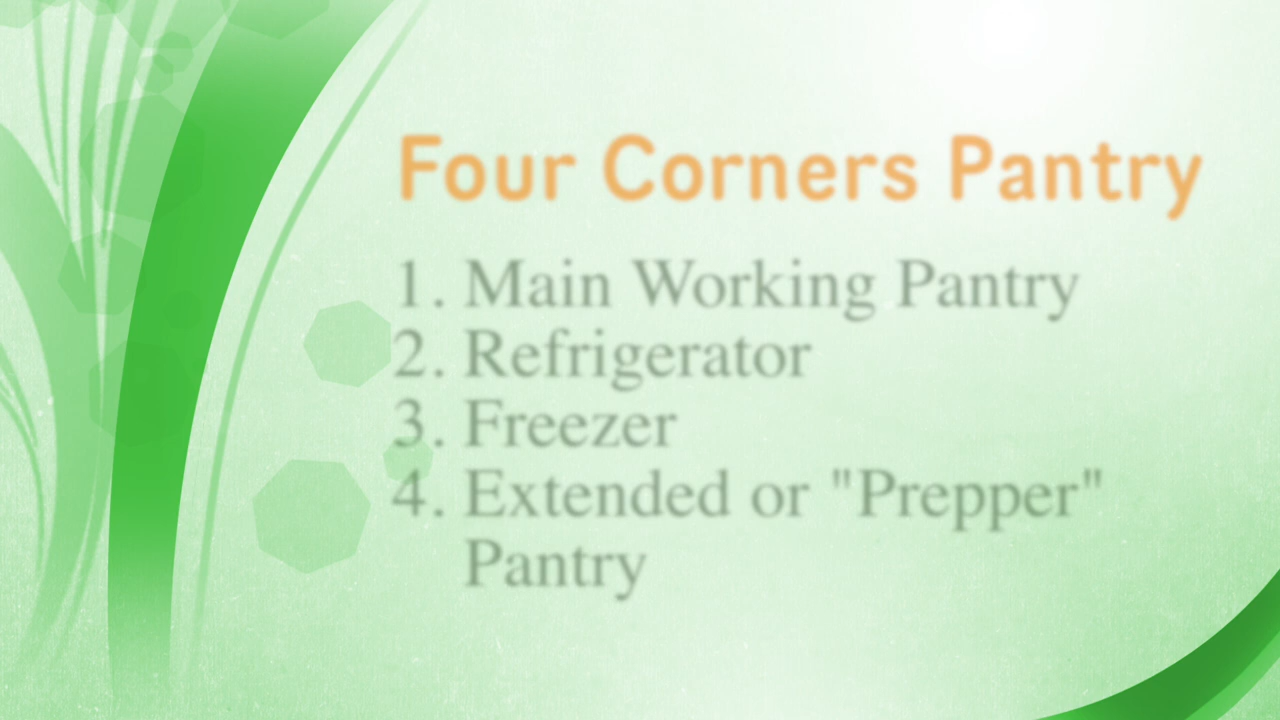 Four Corners Pantry
1. Main Working Pantry
2. Refrigerator
3. Freezer
4. Extended or "Prepper"
Pantry